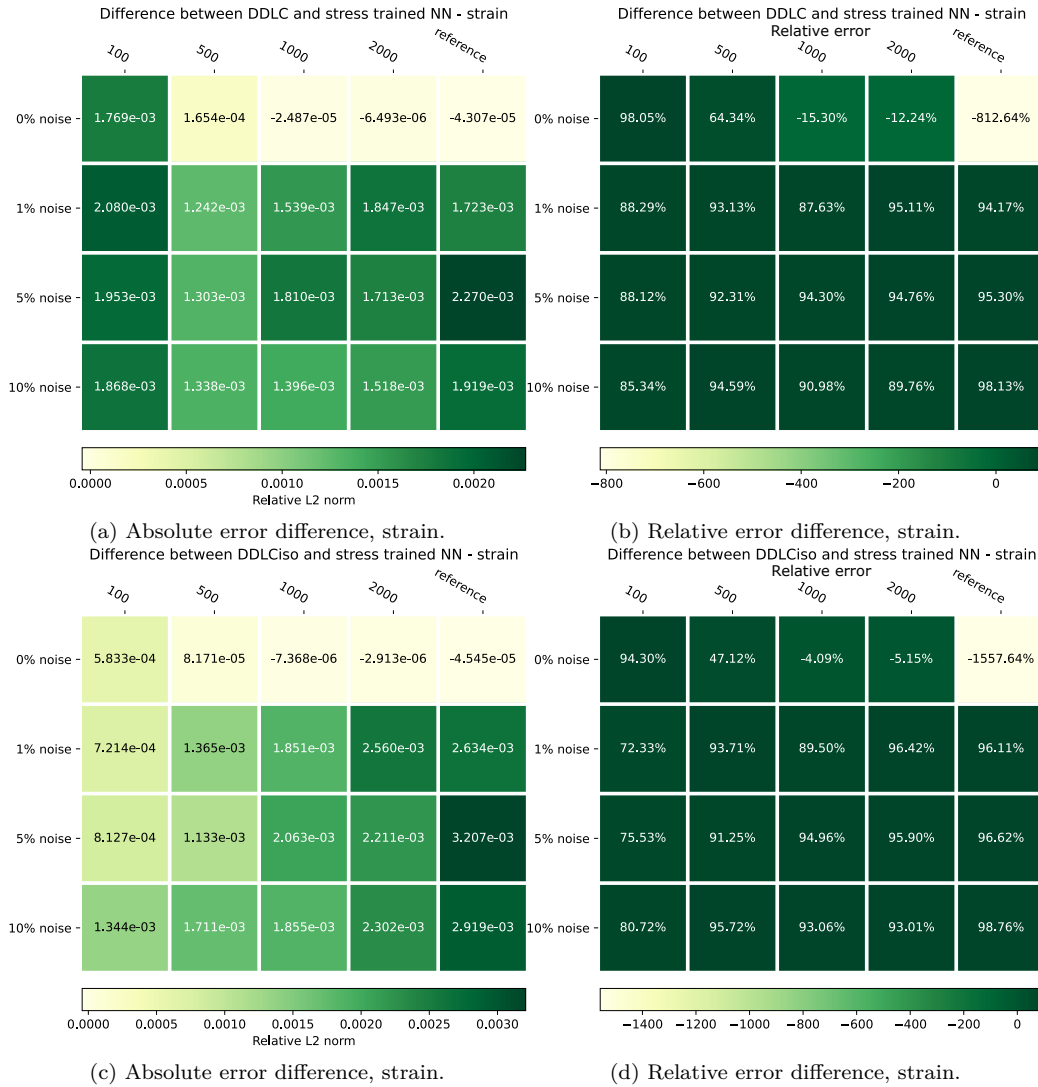 Difference between DDLC and stress trained NN - strain
100 500 1000 2000 reference
0% noise 1.769e-03 1.654e-04 -2.487e-05 -6.493e-06 -4.307e-05
1% noise 2.080e-03 1.242e-03 1.539e-03 1.847e-03 1.723e-03
5% noise 1.953e-03 1.303e-03 1.810e-03 1.713e-03 2.270e-03
10% noise 1.868e-03 1.338e-03 1.396e-03 1.518e-03 1.919e-03
0.0000 0.0005 0.0010 0.0015 0.0020
Relative L2 norm
(a) Absolute error difference, strain.
Difference between DDLC and stress trained NN - strain
Relative error
100 500 1000 2000 reference
0% noise 98.05% 64.34% -15.30% -12.24% -812.64%
1% noise 88.29% 93.13% 87.63% 95.11% 94.17%
5% noise 88.12% 92.31% 94.30% 94.76% 95.30%
10% noise 85.34% 94.59% 90.98% 89.76% 98.13%
−800 −600 −400 −200 0
(b) Relative error difference, strain.
Difference between DDLCiso and stress trained NN - strain
100 500 1000 2000 reference
0% noise 5.833e-04 8.171e-05 -7.368e-06 -2.913e-06 -4.545e-05
1% noise 7.214e-04 1.365e-03 1.851e-03 2.560e-03 2.634e-03
5% noise 8.127e-04 1.133e-03 2.063e-03 2.211e-03 3.207e-03
10% noise 1.344e-03 1.711e-03 1.855e-03 2.302e-03 2.919e-03
0.0000 0.0005 0.0010 0.0015 0.0020 0.0025 0.0030
Relative L2 norm
(c) Absolute error difference, strain.
Difference between DDLCiso and stress trained NN - strain
Relative error
100 500 1000 2000 reference
0% noise 94.30% 47.12% -4.09% -5.15% -1557.64%
1% noise 72.33% 93.71% 89.50% 96.42% 96.11%
5% noise 75.53% 91.25% 94.96% 95.90% 96.62%
10% noise 80.72% 95.72% 93.06% 93.01% 98.76%
−1400 −1200 −1000 −800 −600 −400 −200 0
(d) Relative error difference, strain.